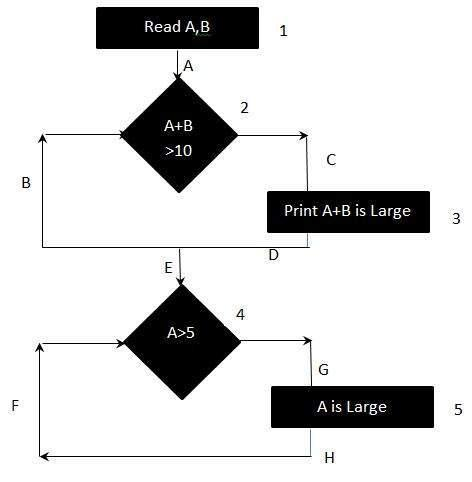 Read A,B
1
A
2
A+B
>10
C
B
Print A+B is Large
3
D
E
4
A>5
G
F
A is Large
5
H